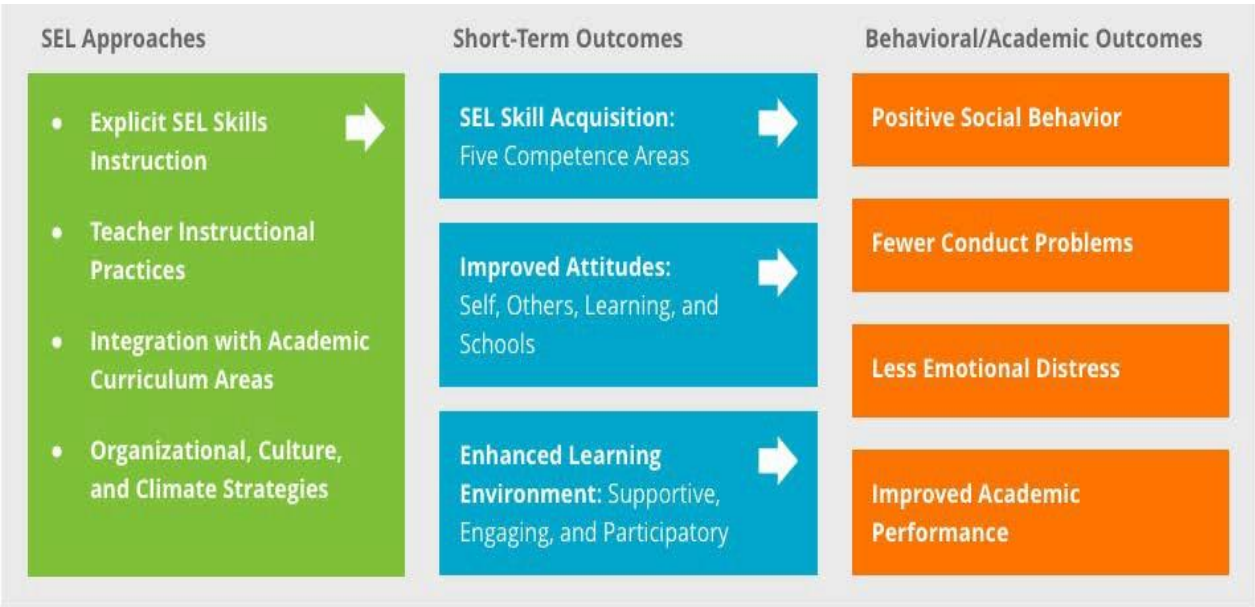 SEL Approaches
• Explicit SEL Skills
Instruction
• Teacher Instructional
Practices
• Integration with Academic
Curriculum Areas
• Organizational, Culture,
and Climate Strategies
Short-Term Outcomes
SEL Skill Acquisition:
Five Competence Areas
Improved Attitudes:
Self, Others, Learning, and
Schools
Enhanced Learning
Environment: Supportive,
Engaging, and Participatory
Behavioral/Academic Outcomes
Positive Social Behavior
Fewer Conduct Problems
Less Emotional Distress
Improved Academic
Performance